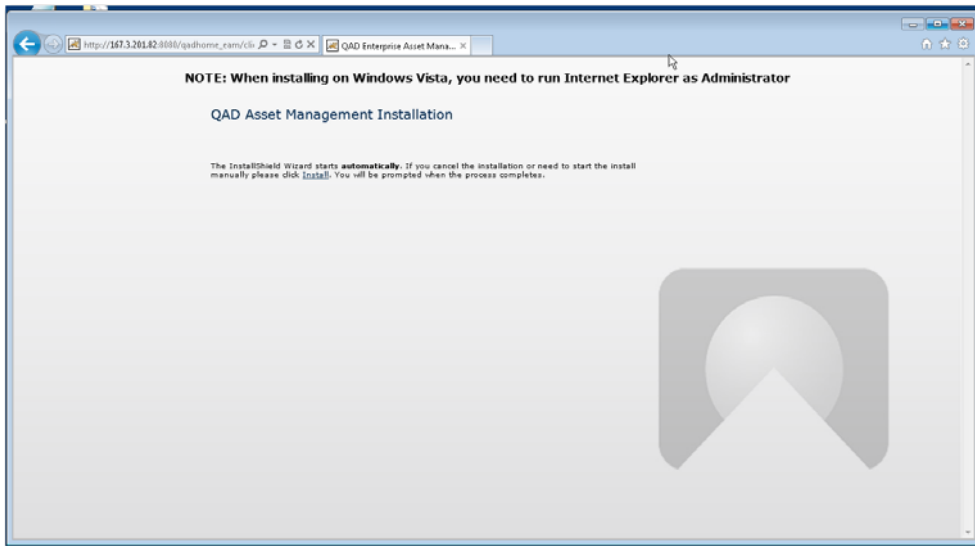 http://167.3.201.82:8080/qadhome_eam/clie
QAD Enterprise Asset Mana...
NOTE: When installing on Windows Vista, you need to run Internet Explorer as Administrator
QAD Asset Management Installation
The InstallShield Wizard starts automatically. If you cancel the installation or need to start the install
manually please click Install. You will be prompted when the process completes.